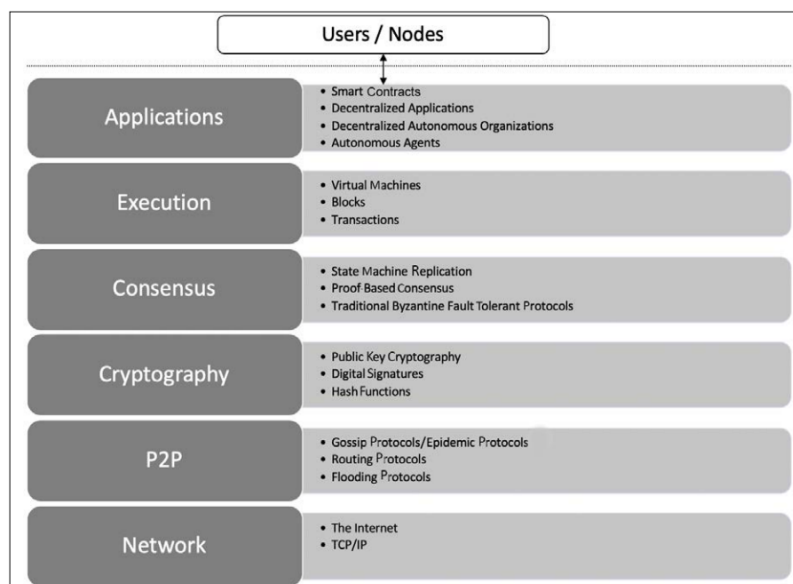 Users / Nodes
Applications
• Smart Contracts
• Decentralized Applications
• Decentralized Autonomous Organizations
• Autonomous Agents
Execution
• Virtual Machines
• Blocks
• Transactions
Consensus
• State Machine Replication
• Proof-Based Consensus
• Traditional Byzantine Fault Tolerant Protocols
Cryptography
• Public Key Cryptography
• Digital Signatures
• Hash Functions
P2P
• Gossip Protocols/Epidemic Protocols
• Routing Protocols
• Flooding Protocols
Network
• The Internet
• TCP/IP